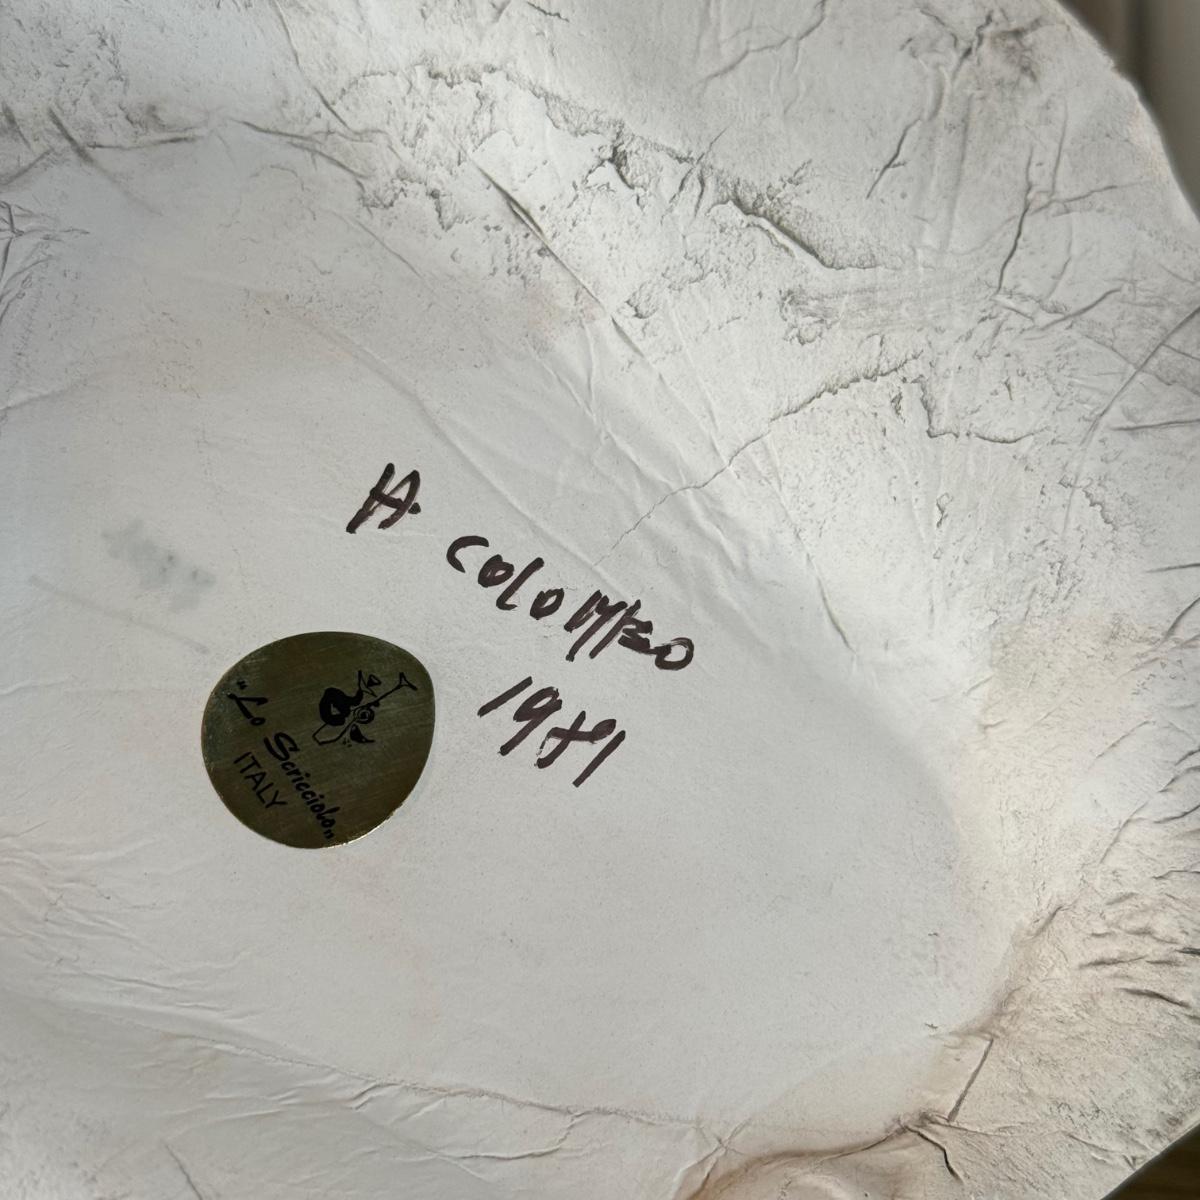 A. COLOMBO
1981
"Lo Scricciolo"
ITALY